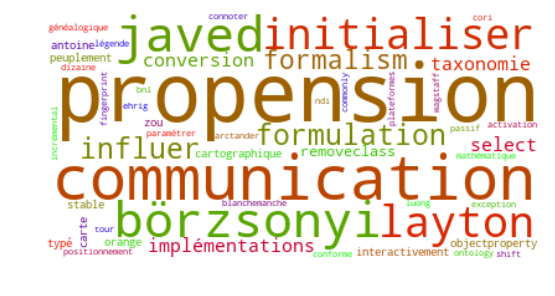 connoter
cori
généalogique
javed
initialiser
antoine
légende
peuplement
conversion
formalism
taxonomie
dizaine
fingerprint
bnl
ehrig
propension
ndi
commonly
plateformes
wagstaff
zou
paramétrer
arctander
formulation
passif
activation
incrémental
influer
cartographique
removeclass
select
mathématique
communication
stable
blanchemanche
luong
exception
carte
tour
börzsonyi
layton
typé
orange
implémentations
objectproperty
positionnement
conforme
interactivement
ontology
shift